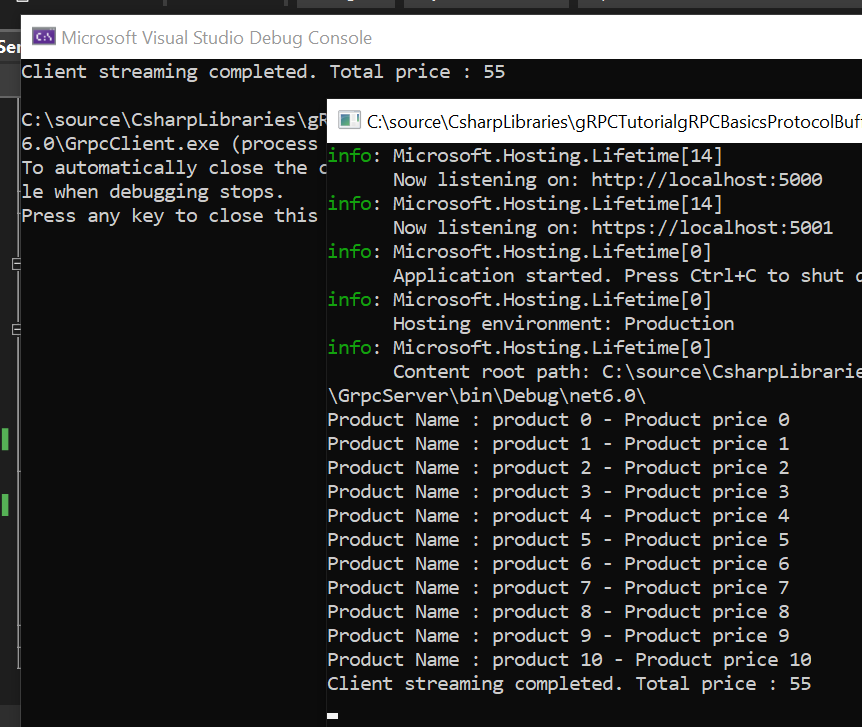 Microsoft Visual Studio Debug Console
Client streaming completed. Total price : 55
C:\source\CsharpLibraries\gR
6.0\GrpcClient.exe (process
To automatically close the c
le when debugging stops.
Press any key to close this
C:\source\CsharpLibraries\gRPCTutorialgRPCBasicsProtocolBuf
info: Microsoft.Hosting.Lifetime[14]
Now listening on: http://localhost:5000
info: Microsoft.Hosting.Lifetime[14]
Now listening on: https://localhost:5001
info: Microsoft.Hosting.Lifetime[0]
Application started. Press Ctrl+C to shut
info: Microsoft.Hosting.Lifetime[0]
Hosting environment: Production
info: Microsoft.Hosting.Lifetime[0]
Content root path: C:\source\CsharpLibrarie
\GrpcServer\bin\Debug\net6.0\
Product Name : product 0 - Product price 0
Product Name : product 1 - Product price 1
Product Name : product 2 - Product price 2
Product Name : product 3 - Product price 3
Product Name : product 4 - Product price 4
Product Name : product 5 - Product price 5
Product Name : product 6 - Product price 6
Product Name : product 7 - Product price 7
Product Name : product 8 - Product price 8
Product Name : product 9 - Product price 9
Product Name : product 10 - Product price 10
Client streaming completed. Total price : 55